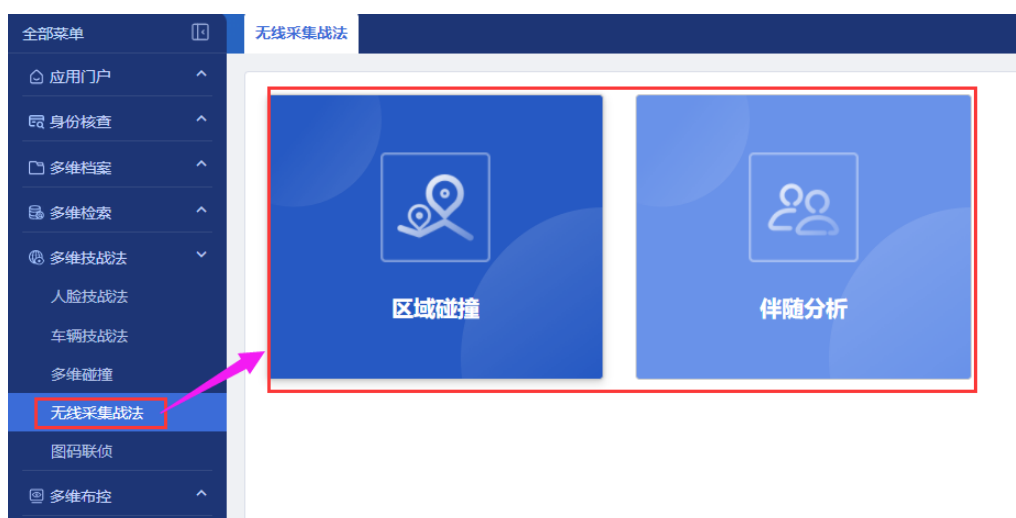 全部菜单
无线采集战法
应用门户
身份核查
多维档案
多维检索
多维技战法
人脸技战法
车辆技战法
多维碰撞
无线采集战法
图码联侦
多维布控
区域碰撞
伴随分析